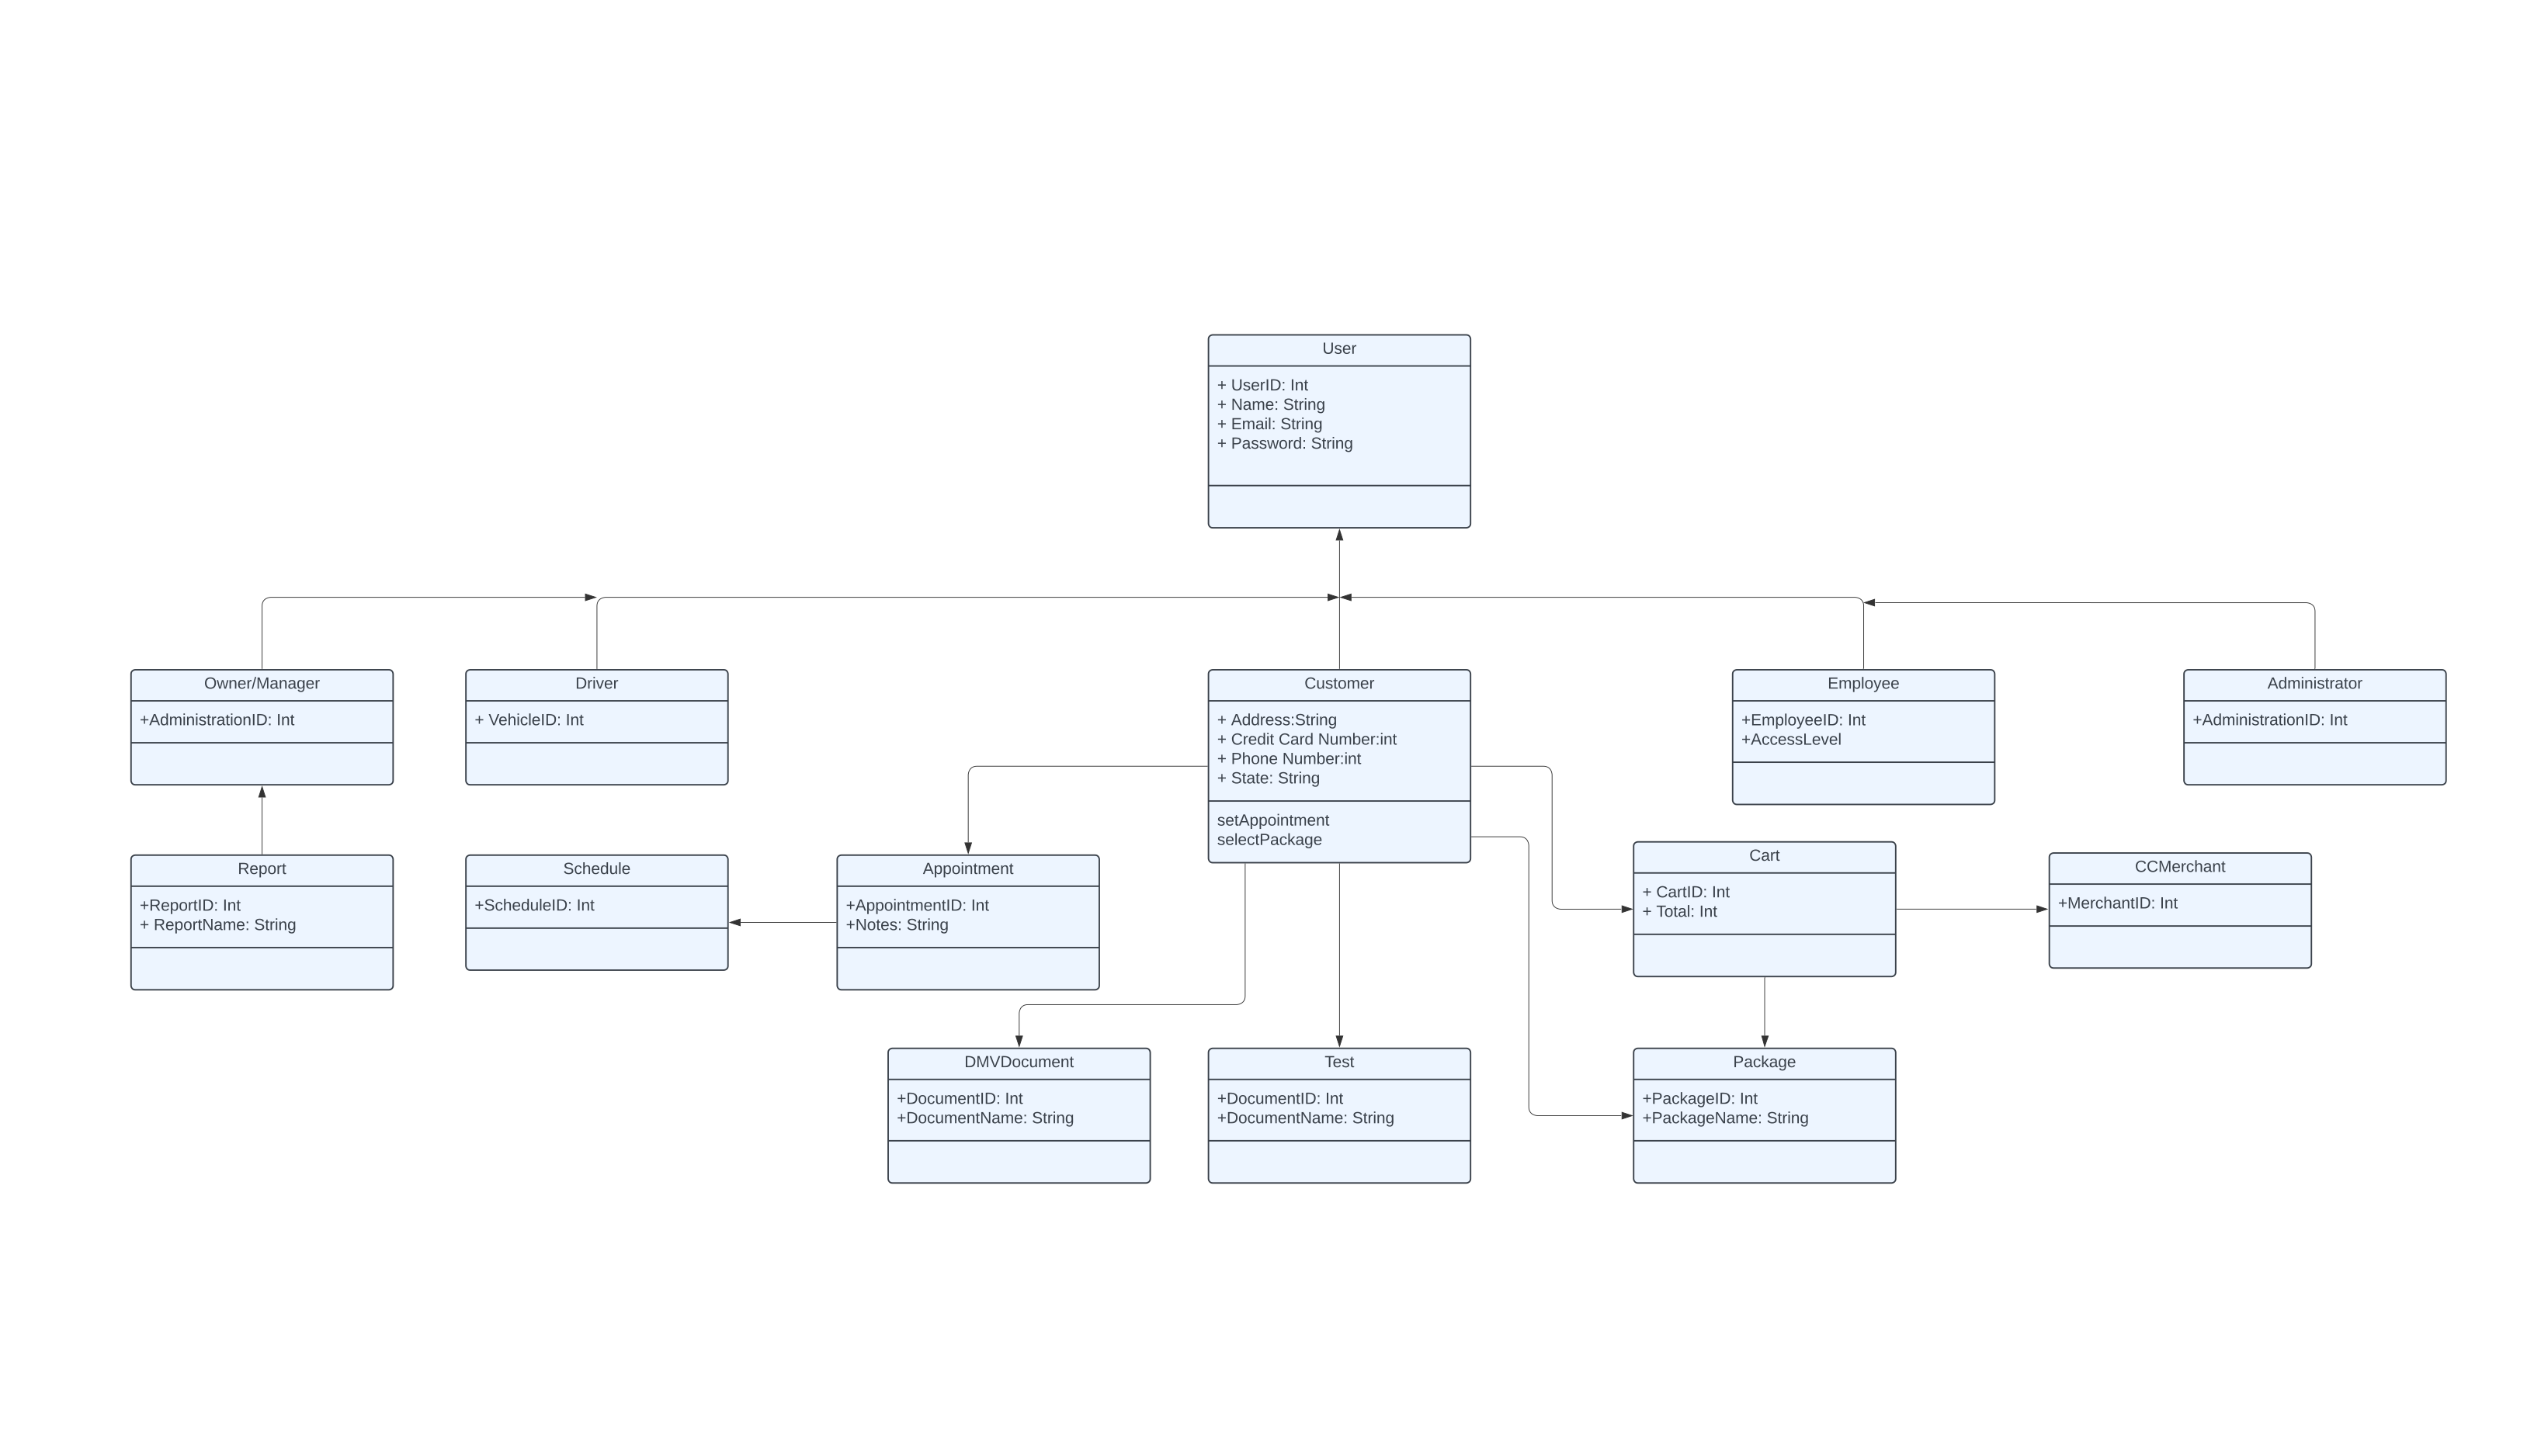 User
+ UserID: Int
+ Name: String
+ Email: String
+ Password: String
Owner/Manager
+AdministrationID: Int
Driver
+ VehicleID: Int
Customer
+ Address:String
+ Credit Card Number:int
+ Phone Number:int
+ State: String
setAppointment
selectPackage
Employee
+EmployeeID: Int
+AccessLevel
Administrator
+AdministrationID: Int
Report
+ReportID: Int
+ ReportName: String
Schedule
+ScheduleID: Int
Appointment
+AppointmentID: Int
+Notes: String
Cart
+ CartID: Int
+ Total: Int
CCMerchant
+MerchantID: Int
DMVDocument
+DocumentID: Int
+DocumentName: String
Test
+DocumentID: Int
+DocumentName: String
Package
+PackageID: Int
+PackageName: String